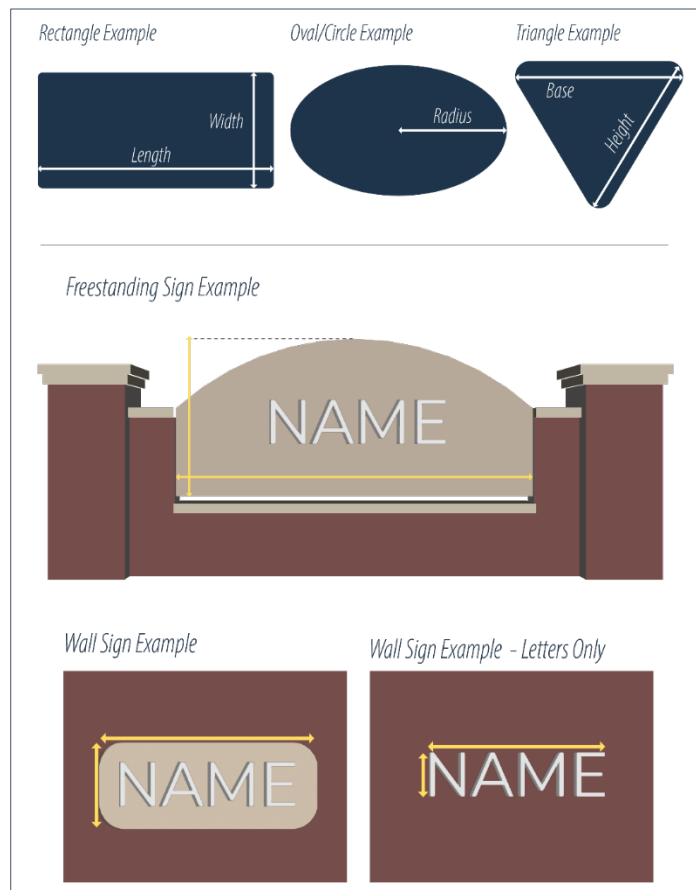 Rectangle Example
Oval/Circle Example
Triangle Example
Width
Length
Radius
Base
Height
Freestanding Sign Example
NAME
Wall Sign Example
Wall Sign Example - Letters Only
NAME
NAME